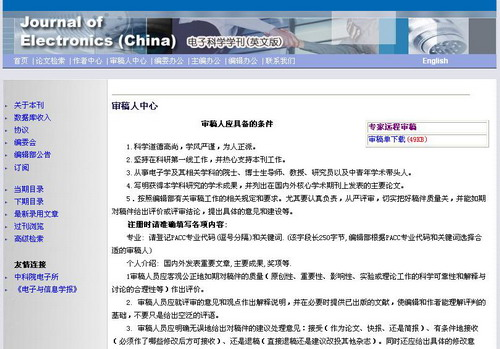 Journal of
Electronics (China) 电子科学学刊(英文版)
首页 | 论文检索 | 作者中心 | 审稿人中心 | 编委办公 | 主编办公 | 编辑办公 | 联系我们
English
关于本刊
数据库收入
协议
编委会
编辑部公告
订阅
当期目录
下期目录
最新录用文章
过刊浏览
高级检索
友情连接
中科院电子所
《电子与信息学报》
审稿人中心
审稿人应具备的条件
专家远程审稿
审稿单下载(49KB)
1.科学道德高尚，学风严谨，为人正派。
2.坚持在科研第一线工作，并热心支持本刊工作。
3.从事电子学及其相关学科的院士、博士生导师、教授、研究员以及中青年学术带头人。
4.写明获得本学科研究的学术成果，并列出在国内外核心学术期刊上发表的主要论文。
5．按照编辑部有关审稿工作的相关规定和要求。尤其要认真负责，从严评审，切实把好稿件质量关，并能如期
对稿件给出评价或评审结论，提出具体的意见和建议等。
注册时请准确填写各项内容：
专业：请登记PACC专业代码(逗号分隔)和关键词.(该字段长250字节,编辑部根据PACC专业代码和关键词选择合
适的审稿人)
个人介绍：国内外发表重要文章,主要成果,奖项等.
1审稿人员应客观公正地如期对稿件的质量（原创性、重要性、影响性、实验或理论工作的科学可靠性和解释与
讨论的合理性等)作出评价。
2．审稿人员应就评审的意见和观点作出解释说明，并在必要时提供已出版的文献，使编辑和作者能理解评判的
基础，不要只是给出空泛的评语。
3．审稿人员应明确无误地给出对稿件的建议处理意见：接受（作为论文、快报、还是简报）、有条件地接收
（必须作了哪些修改后方可接收）、还是退稿（直接退稿还是建议改投其他杂志）。同时还应给出具体的修改意